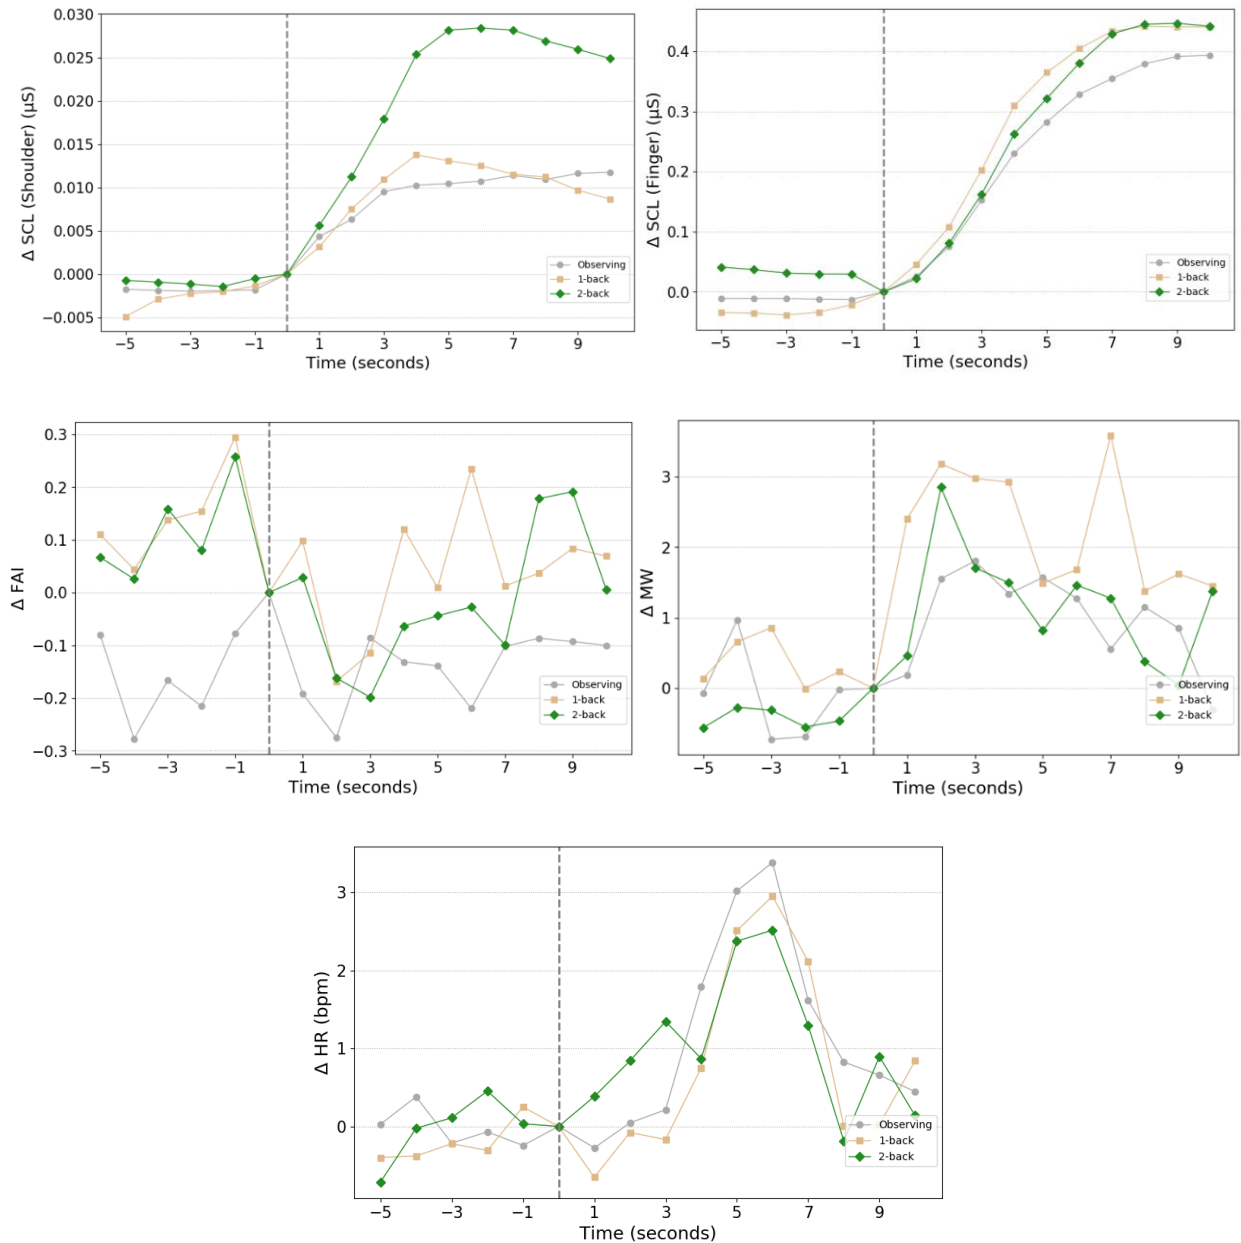 Δ SCL (Shoulder) (μS)
0.030
0.025
0.020
0.015
0.010
0.005
0.000
−0.005
−5 −3 −1 1 3 5 7 9
Time (seconds)
Observing
1-back
2-back
Δ SCL (Finger) (μS)
0.4
0.3
0.2
0.1
0.0
−5 −3 −1 1 3 5 7 9
Time (seconds)
Observing
1-back
2-back
Δ FAI
0.3
0.2
0.1
0.0
−0.1
−0.2
−0.3
−5 −3 −1 1 3 5 7 9
Time (seconds)
Observing
1-back
2-back
Δ MW
3
2
1
0
−5 −3 −1 1 3 5 7 9
Time (seconds)
Observing
1-back
2-back
Δ HR (bpm)
3
2
1
0
−5 −3 −1 1 3 5 7 9
Time (seconds)
Observing
1-back
2-back